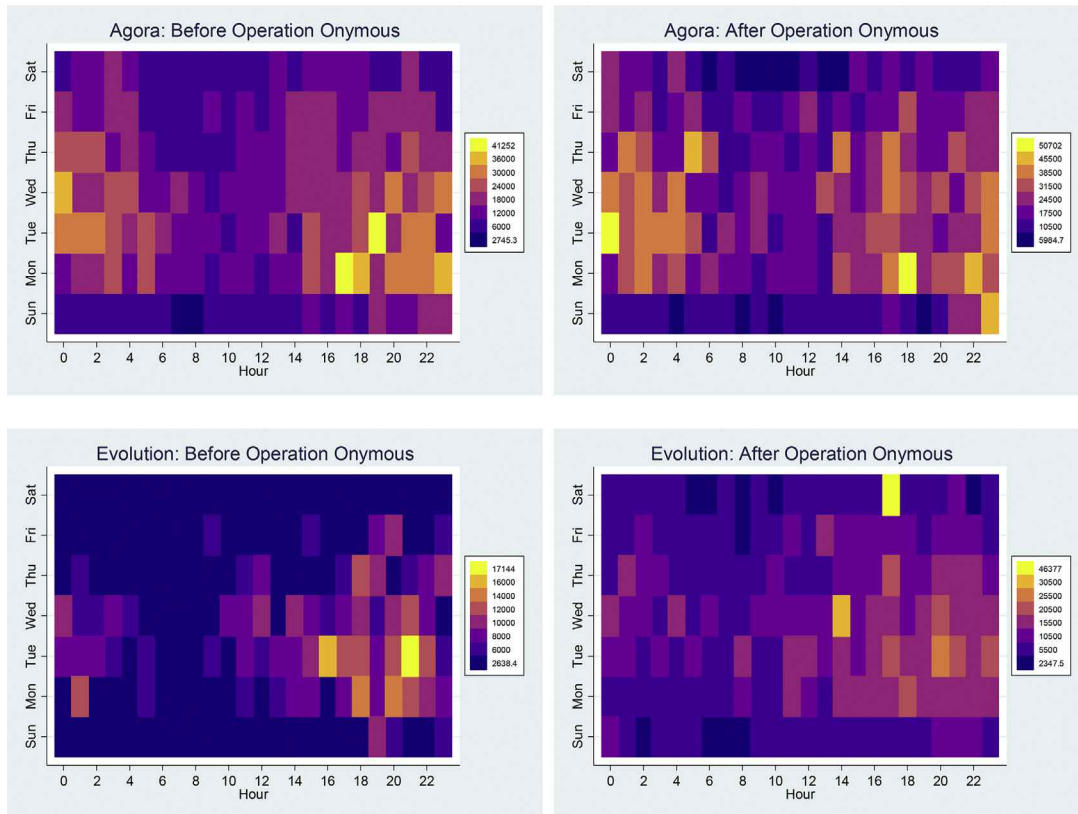 Agora: Before Operation Onymous
Sat
Fri
Thu
Wed
Tue
Mon
Sun
0 2 4 6 8 10 12 14 16 18 20 22
Hour
41252
36000
30000
24000
18000
12000
6000
2745.3
Agora: After Operation Onymous
Sat
Fri
Thu
Wed
Tue
Mon
Sun
0 2 4 6 8 10 12 14 16 18 20 22
Hour
50702
45500
38500
31500
24500
17500
10500
5984.7
Evolution: Before Operation Onymous
Sat
Fri
Thu
Wed
Tue
Mon
Sun
0 2 4 6 8 10 12 14 16 18 20 22
Hour
17144
16000
14000
12000
10000
8000
6000
2638.4
Evolution: After Operation Onymous
Sat
Fri
Thu
Wed
Tue
Mon
Sun
0 2 4 6 8 10 12 14 16 18 20 22
Hour
46377
30500
25500
20500
15500
10500
5500
2347.5